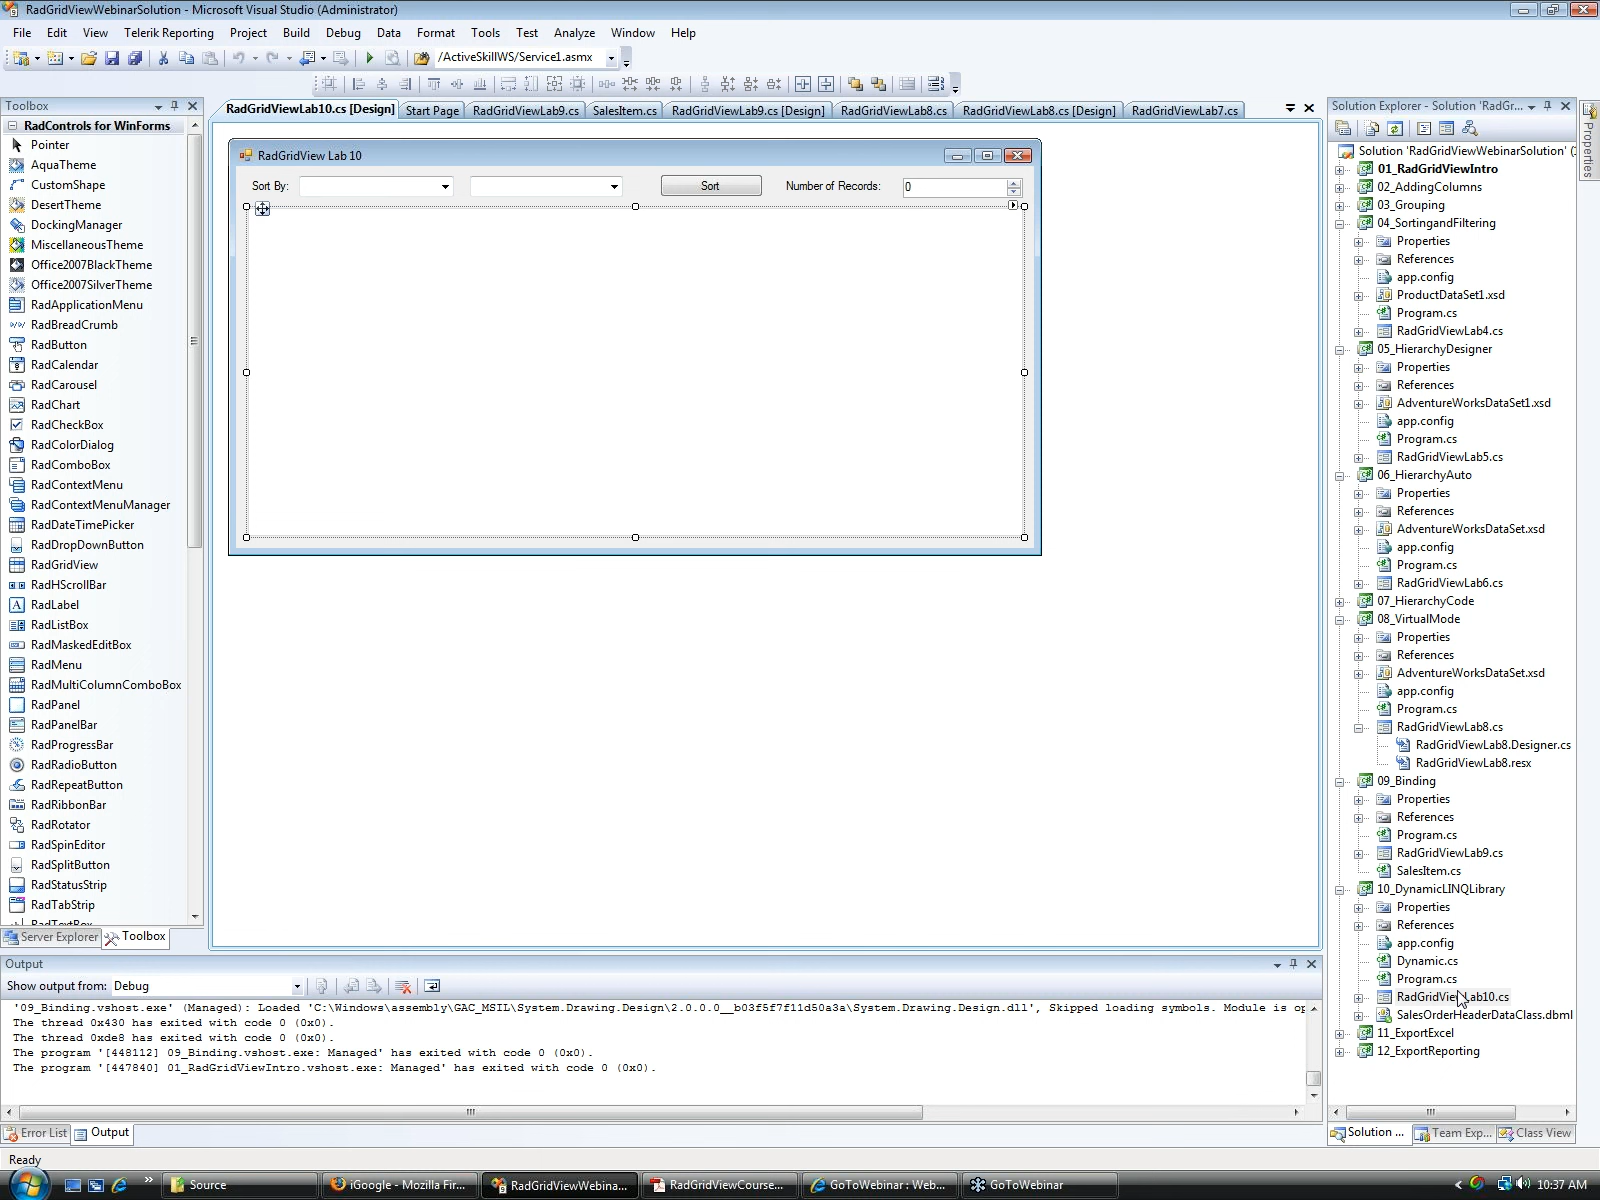 RadGridViewWebinarSolution - Microsoft Visual Studio (Administrator)
File Edit View Telerik Reporting Project Build Debug Data Format Tools Test Analyze Window Help
/ActiveSkillWS/Service1.asmx
Toolbox
RadControls for WinForms
Pointer
AquaTheme
CustomShape
DesertTheme
DockingManager
MiscellaneousTheme
Office2007BlackTheme
Office2007SilverTheme
RadApplicationMenu
RadBreadCrumb
RadButton
RadCalendar
RadCarousel
RadChart
RadCheckBox
RadColorDialog
RadComboBox
RadContextMenu
RadContextMenuManager
RadDateTimePicker
RadDropDownButton
RadGridView
RadHScrollBar
RadLabel
RadListBox
RadMaskedEditBox
RadMenu
RadMultiColumnComboBox
RadPanel
RadPanelBar
RadProgressBar
RadRadioButton
RadRepeatButton
RadRibbonBar
RadRotator
RadSpinEditor
RadSplitButton
RadStatusStrip
RadTabStrip
RadTextBox
Server Explorer Toolbox
RadGridViewLab10.cs [Design] Start Page RadGridViewLab9.cs SalesItem.cs RadGridViewLab9.cs [Design] RadGridViewLab8.cs RadGridViewLab8.cs [Design] RadGridViewLab7.cs
RadGridView Lab 10
Sort By: Sort Number of Records: 0
Solution Explorer - Solution 'RadGr...
Properties
Solution 'RadGridViewWebinarSolution' (
01_RadGridViewIntro
02_AddingColumns
03_Grouping
04_SortingandFiltering
Properties
References
app.config
ProductDataSet1.xsd
Program.cs
RadGridViewLab4.cs
05_HierarchyDesigner
Properties
References
AdventureWorksDataSet1.xsd
app.config
Program.cs
RadGridViewLab5.cs
06_HierarchyAuto
Properties
References
AdventureWorksDataSet.xsd
app.config
Program.cs
RadGridViewLab6.cs
07_HierarchyCode
08_VirtualMode
Properties
References
AdventureWorksDataSet.xsd
app.config
Program.cs
RadGridViewLab8.cs
RadGridViewLab8.Designer.cs
RadGridViewLab8.resx
09_Binding
Properties
References
Program.cs
RadGridViewLab9.cs
SalesItem.cs
10_DynamicLINQLibrary
Properties
References
app.config
Dynamic.cs
Program.cs
RadGridViewLab10.cs
SalesOrderHeaderDataClass.dbml
11_ExportExcel
12_ExportReporting
Solution ... Team Exp... Class View
Output
Show output from: Debug
'09_Binding.vshost.exe' (Managed): Loaded 'C:\Windows\assembly\GAC_MSIL\System.Drawing.Design\2.0.0.0__b03f5f7f11d50a3a\System.Drawing.Design.dll', Skipped loading symbols. Module is op
The thread 0x430 has exited with code 0 (0x0).
The thread 0xde8 has exited with code 0 (0x0).
The program '[448112] 09_Binding.vshost.exe: Managed' has exited with code 0 (0x0).
The program '[447840] 01_RadGridViewIntro.vshost.exe: Managed' has exited with code 0 (0x0).
Error List Output
Ready
Source iGoogle - Mozilla Fir... RadGridViewWebina... RadGridViewCourse... GoToWebinar : Web... GoToWebinar 10:37 AM